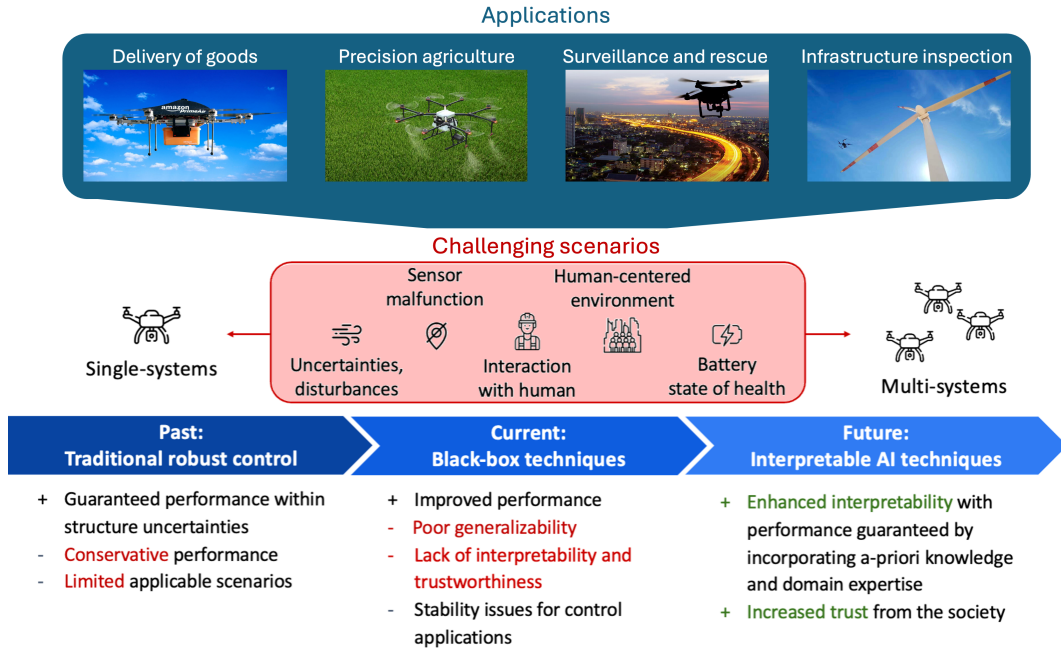 Applications
Delivery of goods
Precision agriculture
Surveillance and rescue
Infrastructure inspection
amazon
PrimeAir
Challenging scenarios
Sensor
malfunction
Human-centered
environment
Single-systems
Uncertainties,
disturbances
Interaction
with human
Battery
state of health
Multi-systems
Past:
Traditional robust control
Current:
Black-box techniques
Future:
Interpretable AI techniques
+ Guaranteed performance within
structure uncertainties
- Conservative performance
- Limited applicable scenarios
+ Improved performance
- Poor generalizability
- Lack of interpretability and
trustworthiness
- Stability issues for control
applications
+ Enhanced interpretability with
performance guaranteed by
incorporating a-priori knowledge
and domain expertise
+ Increased trust from the society